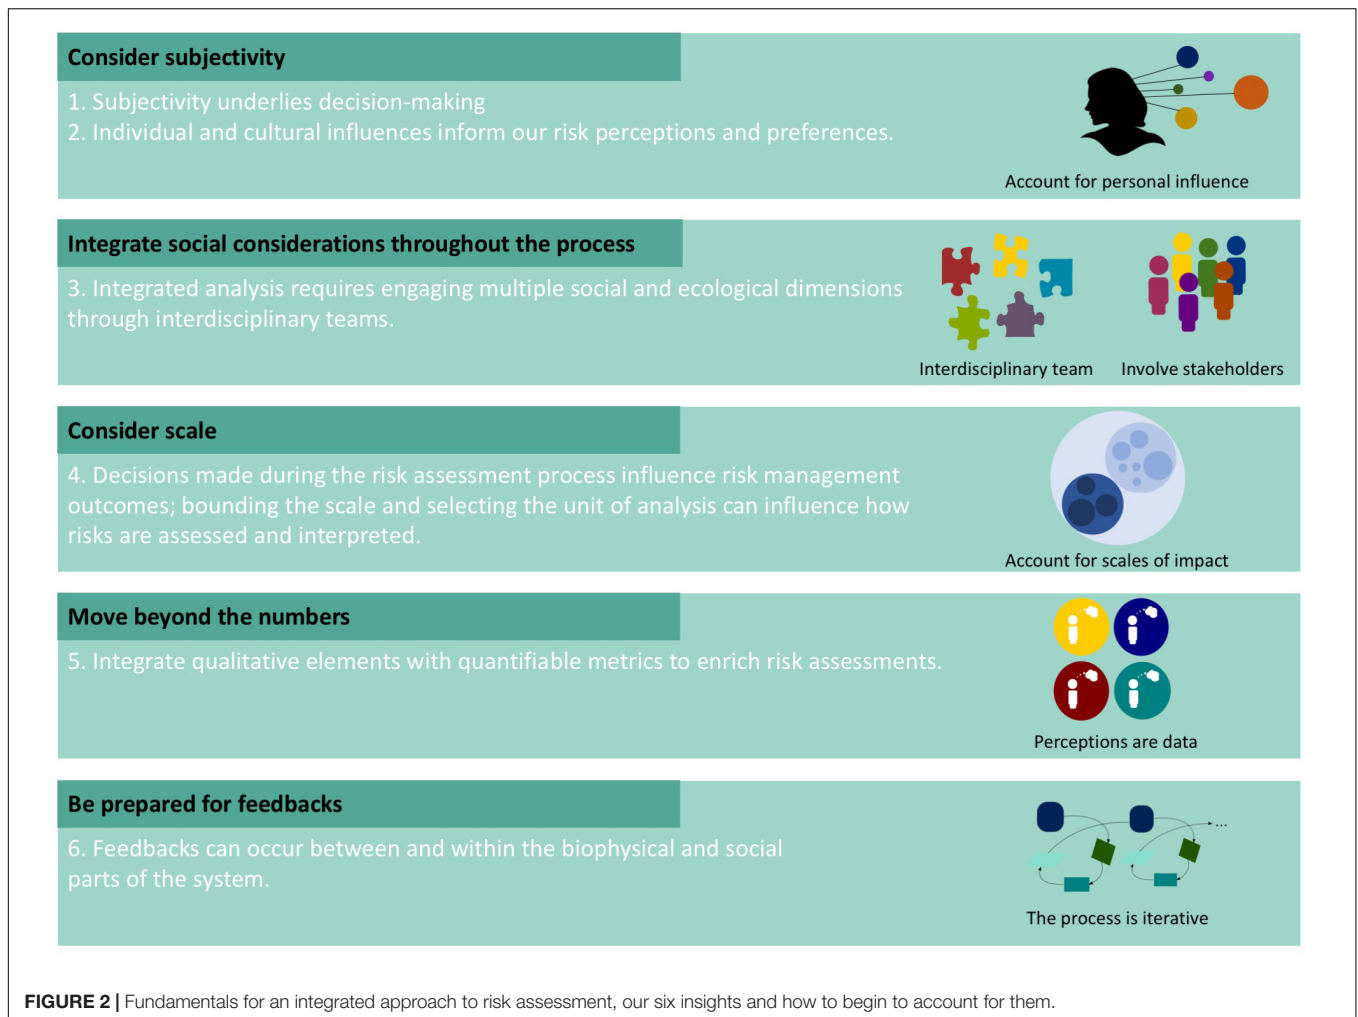 Consider subjectivity
1. Subjectivity underlies decision-making
2. Individual and cultural influences inform our risk perceptions and preferences.
Account for personal influence
Integrate social considerations throughout the process
3. Integrated analysis requires engaging multiple social and ecological dimensions
through interdisciplinary teams.
Interdisciplinary team
Involve stakeholders
Consider scale
4. Decisions made during the risk assessment process influence risk management
outcomes; bounding the scale and selecting the unit of analysis can influence how
risks are assessed and interpreted.
Account for scales of impact
Move beyond the numbers
5. Integrate qualitative elements with quantifiable metrics to enrich risk assessments.
Perceptions are data
Be prepared for feedbacks
6. Feedbacks can occur between and within the biophysical and social
parts of the system.
...
The process is iterative
FIGURE 2 | Fundamentals for an integrated approach to risk assessment, our six insights and how to begin to account for them.